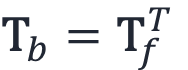 𝐓_b = 𝐓_f^T